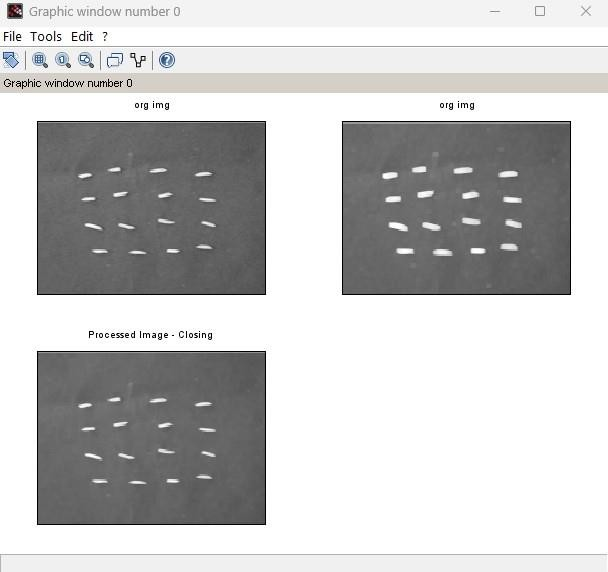 Graphic window number 0
File Tools Edit ?
Graphic window number 0
org img
org img
Processed Image - Closing